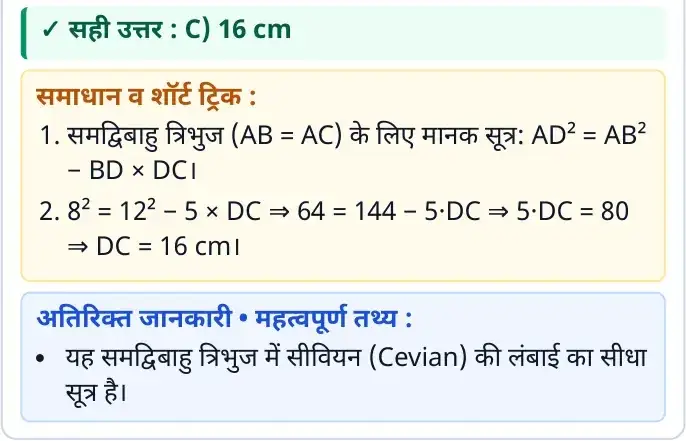 ✓ सही उत्तर : C) 16 cm
समाधान व शॉर्ट ट्रिक :
1. समद्विबाहु त्रिभुज (AB = AC) के लिए मानक सूत्र: AD² = AB²
− BD × DC।
2. 8² = 12² − 5 × DC ⇒ 64 = 144 − 5·DC ⇒ 5·DC = 80
⇒ DC = 16 cm।
अतिरिक्त जानकारी • महत्वपूर्ण तथ्य :
• यह समद्विबाहु त्रिभुज में सीवियन (Cevian) की लंबाई का सीधा
सूत्र है।